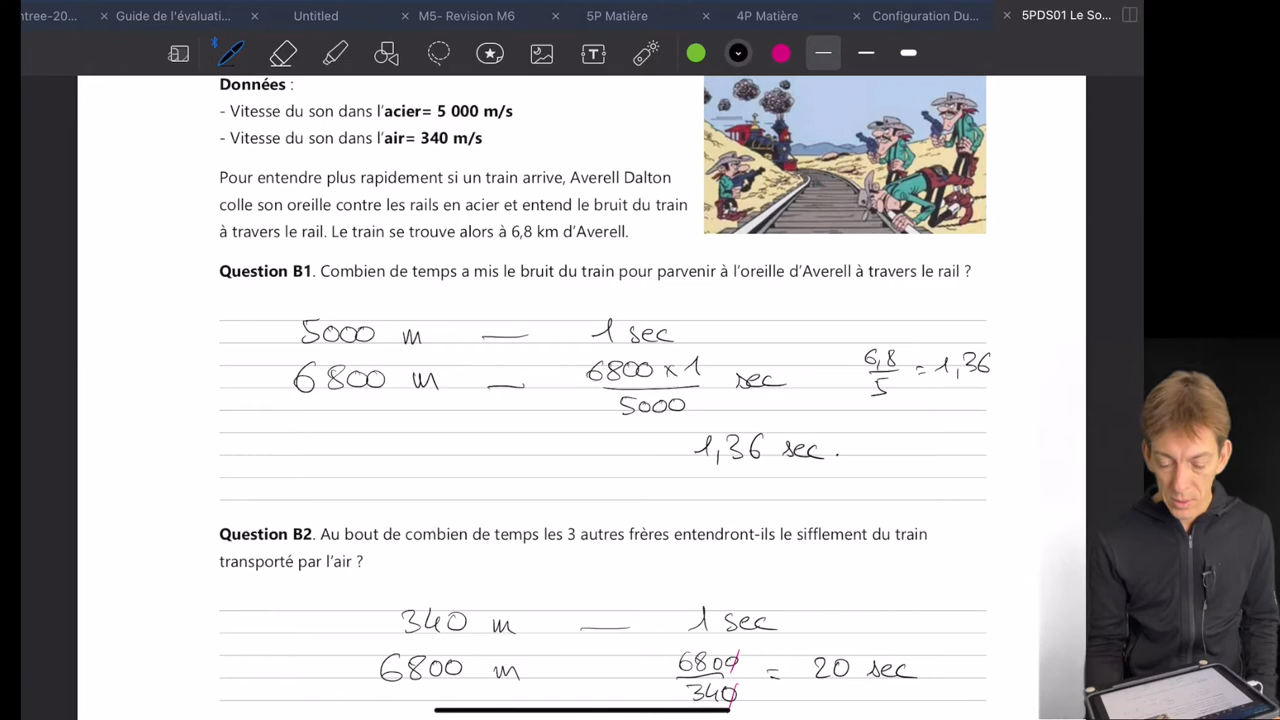 ntree-20...
Guide de l'évaluati...
Untitled
M5- Revision M6
5P Matière
4P Matière
Configuration Du...
5PDS01 Le So...
Données :
- Vitesse du son dans l'acier= 5 000 m/s
- Vitesse du son dans l'air= 340 m/s
Pour entendre plus rapidement si un train arrive, Averell Dalton
colle son oreille contre les rails en acier et entend le bruit du train
à travers le rail. Le train se trouve alors à 6,8 km d'Averell.
Question B1. Combien de temps a mis le bruit du train pour parvenir à l'oreille d'Averell à travers le rail ?
5000 m — 1 sec
6800 m — 6800 x 1 / 5000 sec 6,8 / 5 = 1,36
1,36 sec.
Question B2. Au bout de combien de temps les 3 autres frères entendront-ils le sifflement du train
transporté par l'air ?
340 m — 1 sec
6800 m 6800 / 340 = 20 sec